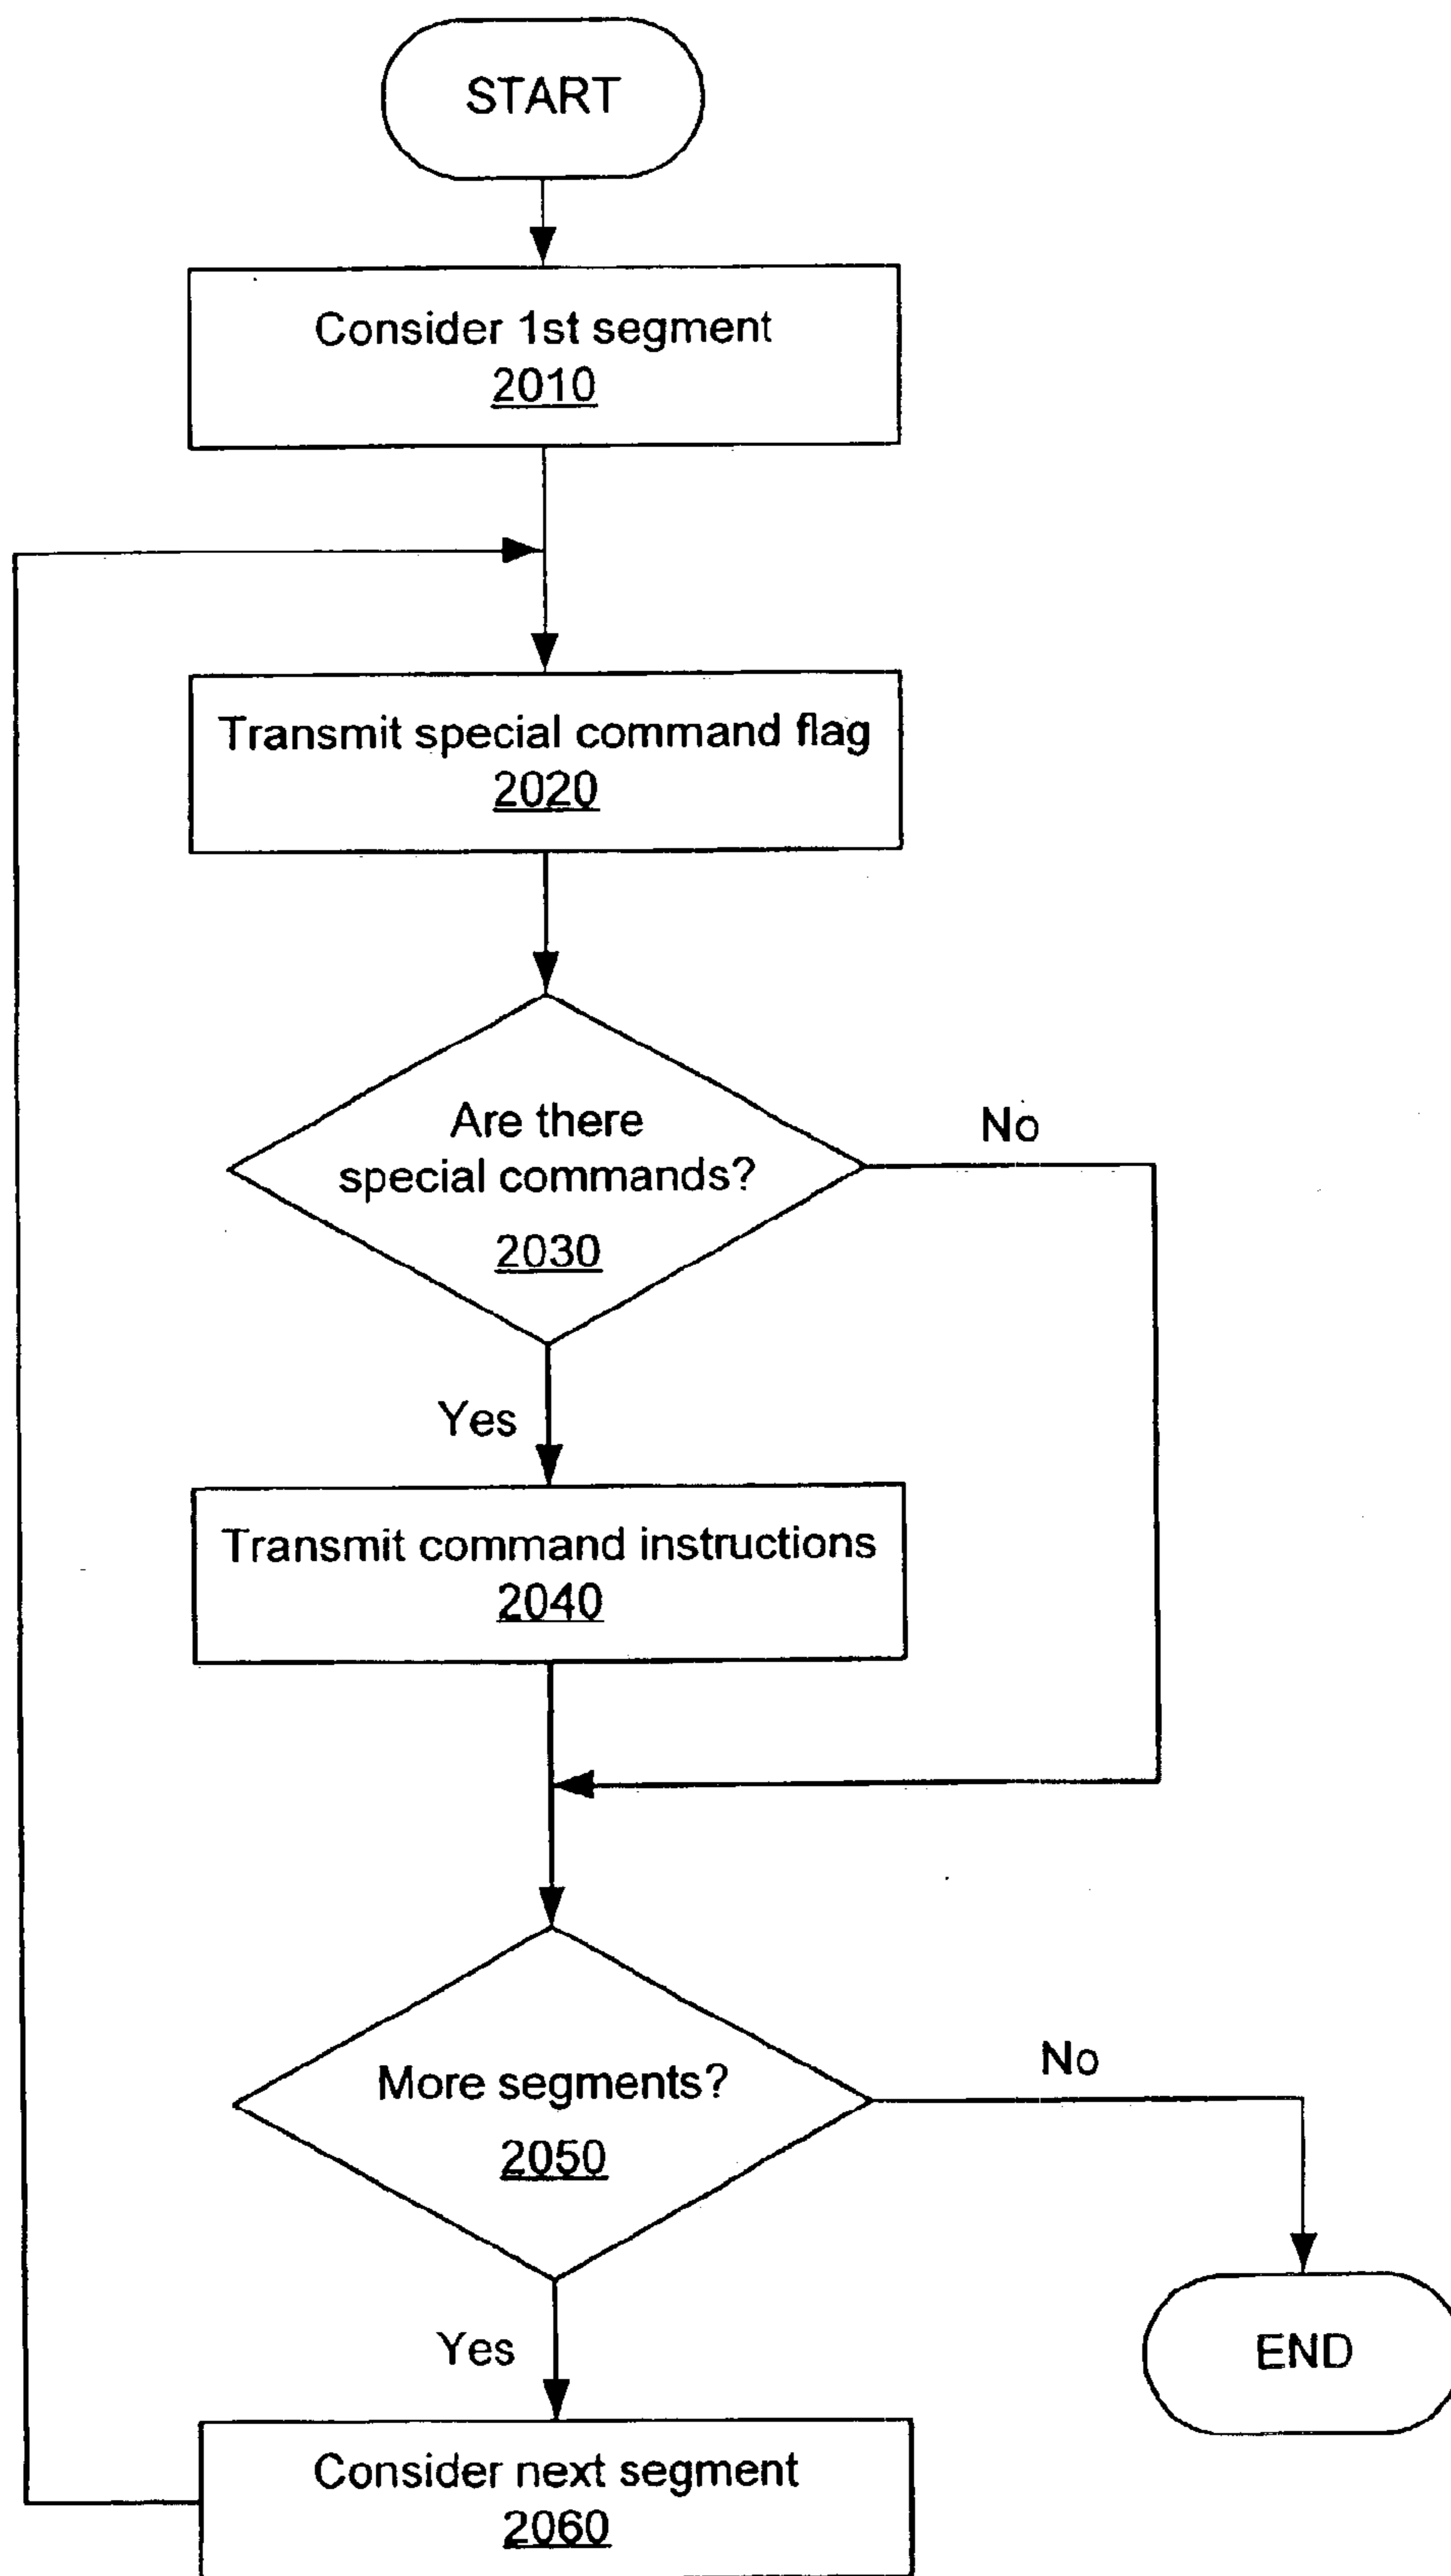 START
Consider 1st segment
2010
Transmit special command flag
2020
Are there
special commands?
2030
No
Yes
Transmit command instructions
2040
More segments?
2050
No
Yes
END
Consider next segment
2060